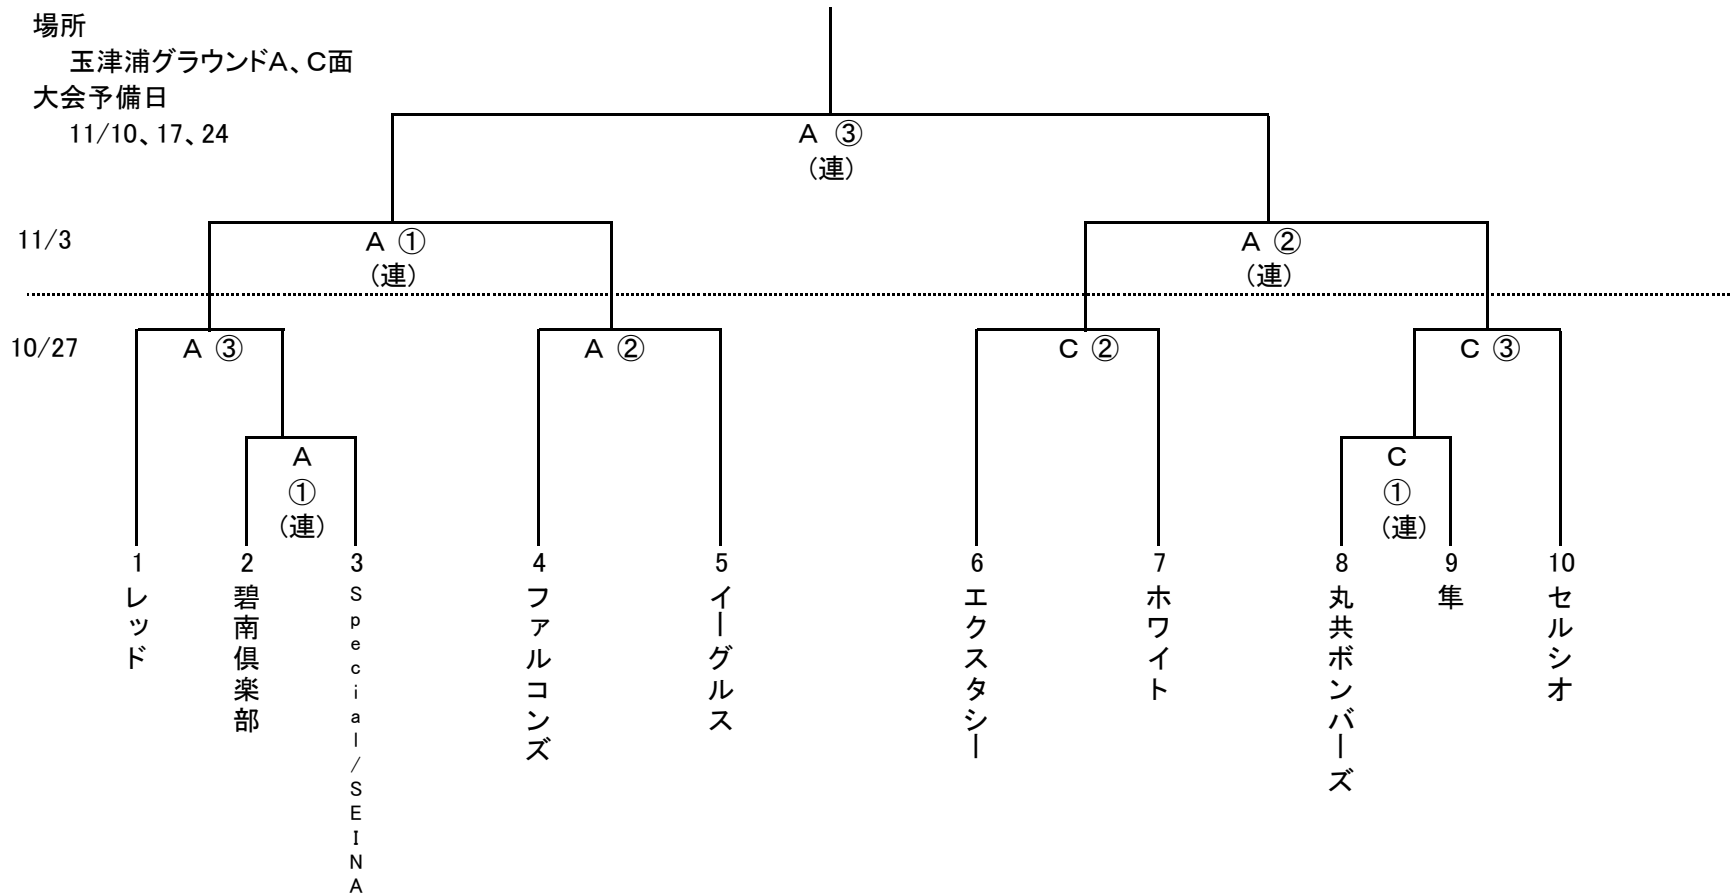 場所
玉津浦グラウンドA、C面
大会予備日
11/10、17、24
A ③
(連)
11/3
A ①
(連)
A ②
(連)
10/27
A ③
A ②
C ②
C ③
A
①
(連)
C
①
(連)
1
レッド
2
碧南倶楽部
3
Special/SEINA
4
ファルコンズ
5
イーグルス
6
エクスタシー
7
ホワイト
8
丸共ボンバーズ
9
隼
10
セルシオ